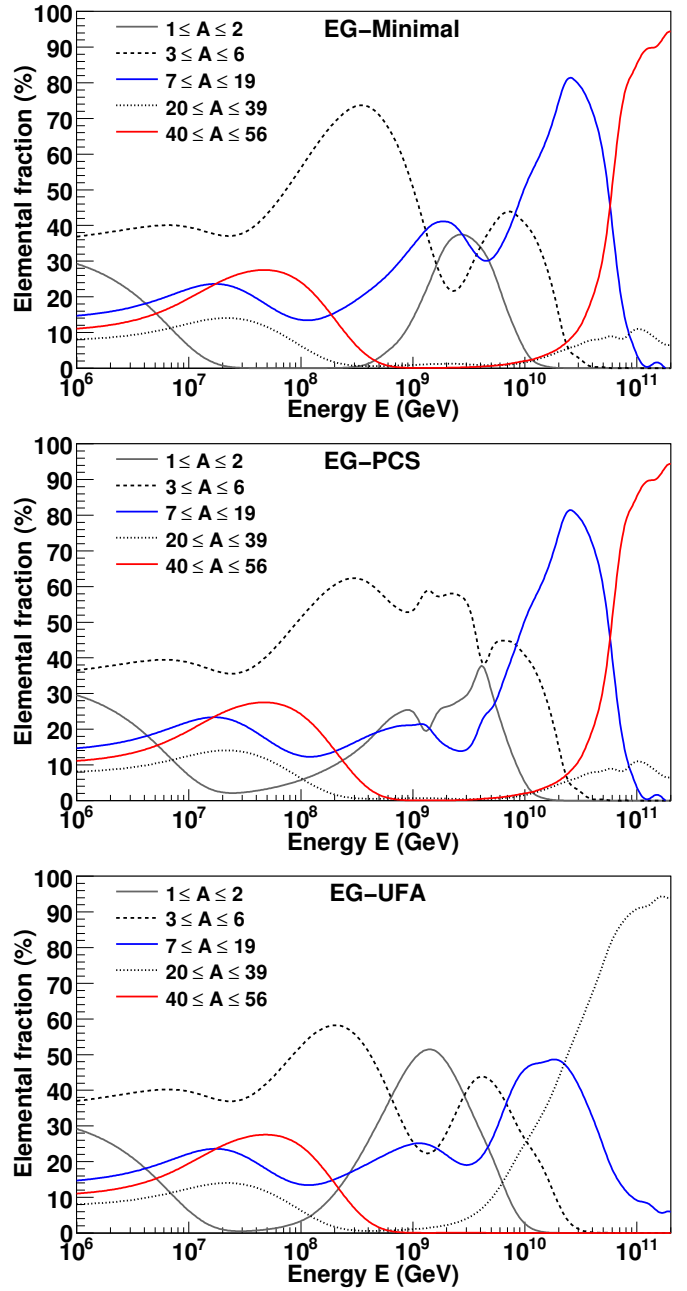 EG-Minimal
1 ≤ A ≤ 2
3 ≤ A ≤ 6
7 ≤ A ≤ 19
20 ≤ A ≤ 39
40 ≤ A ≤ 56
Elemental fraction (%)
100
90
80
70
60
50
40
30
20
10
0
10^6 10^7 10^8 10^9 10^10 10^11
Energy E (GeV)
EG-PCS
1 ≤ A ≤ 2
3 ≤ A ≤ 6
7 ≤ A ≤ 19
20 ≤ A ≤ 39
40 ≤ A ≤ 56
Elemental fraction (%)
100
90
80
70
60
50
40
30
20
10
0
10^6 10^7 10^8 10^9 10^10 10^11
Energy E (GeV)
EG-UFA
1 ≤ A ≤ 2
3 ≤ A ≤ 6
7 ≤ A ≤ 19
20 ≤ A ≤ 39
40 ≤ A ≤ 56
Elemental fraction (%)
100
90
80
70
60
50
40
30
20
10
0
10^6 10^7 10^8 10^9 10^10 10^11
Energy E (GeV)